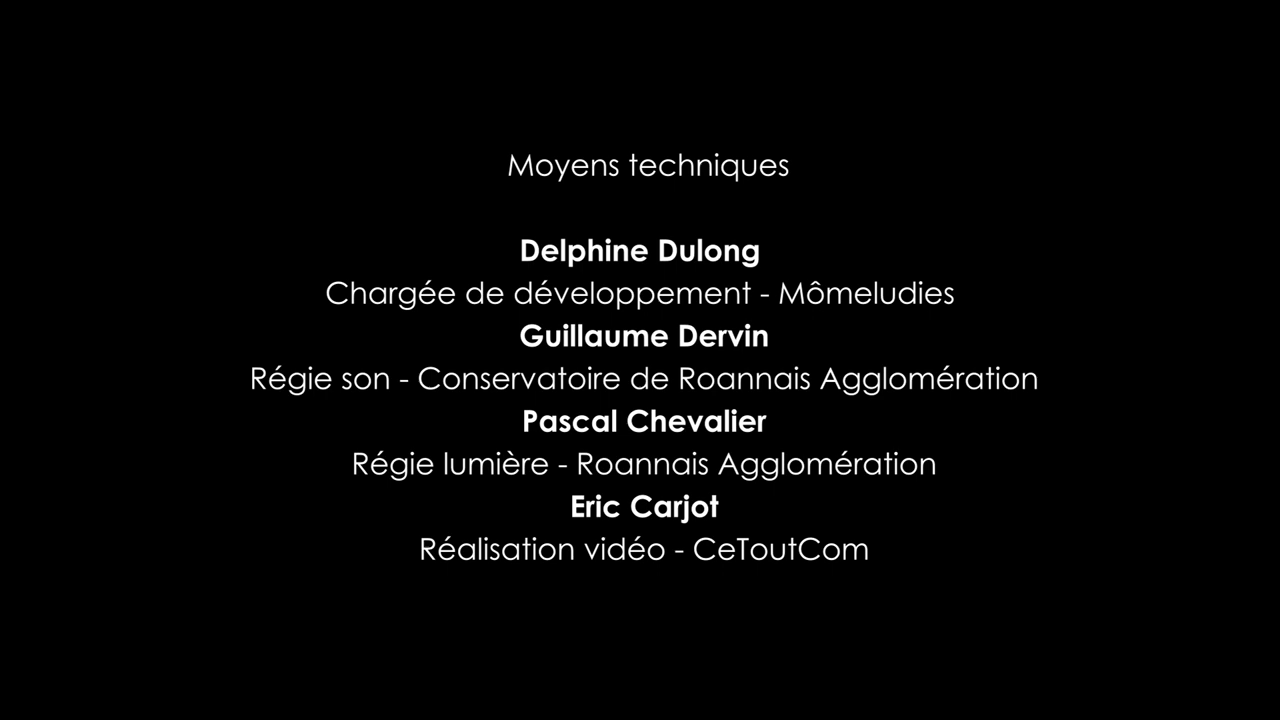 Moyens techniques
Delphine Dulong
Chargée de développement - Mômeludies
Guillaume Dervin
Régie son - Conservatoire de Roannais Agglomération
Pascal Chevalier
Régie lumière - Roannais Agglomération
Eric Carjot
Réalisation vidéo - CeToutCom